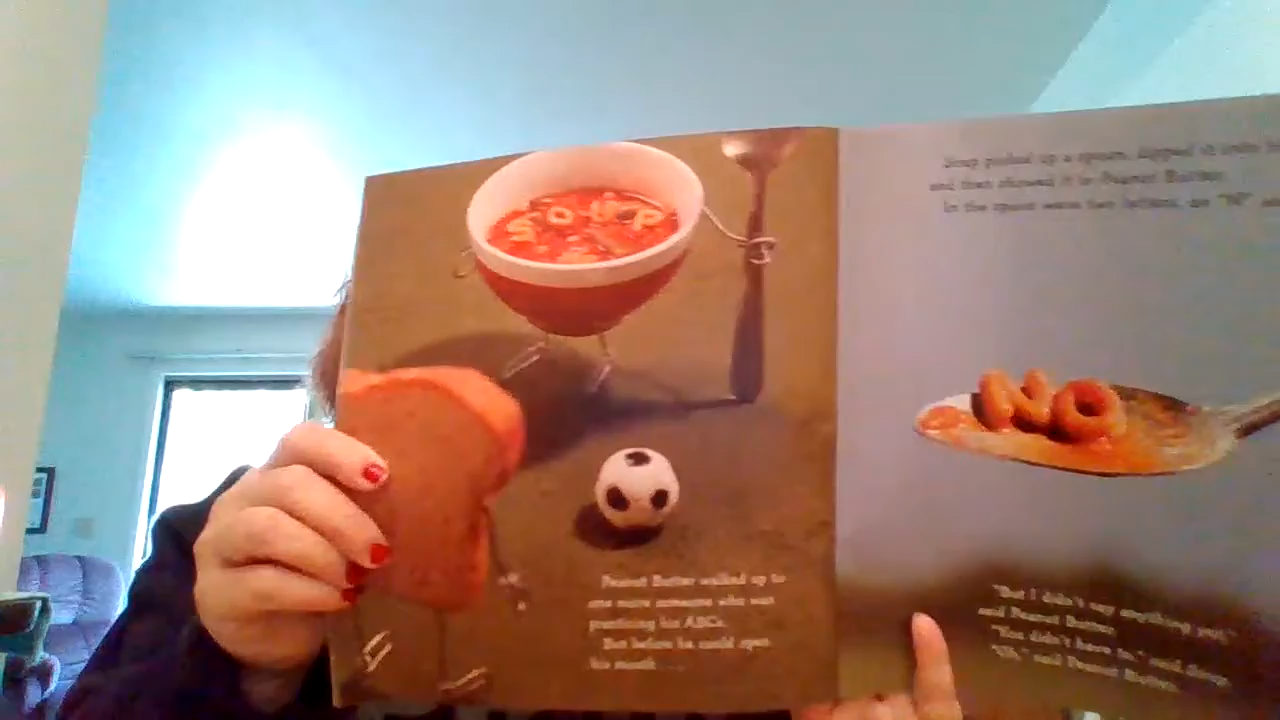 SOUP
Peanut Butter walked up to
one more someone who was
practicing his ABCs.
But before he could open
his mouth . . .
Soup picked up a spoon, dipped it into
and then showed it to Peanut Butter.
In the spoon were two letters, an "N" an
NO
"But I didn't say anything yet,"
said Peanut Butter.
"You didn't have to," said Soup.
"Oh," said Peanut Butter.